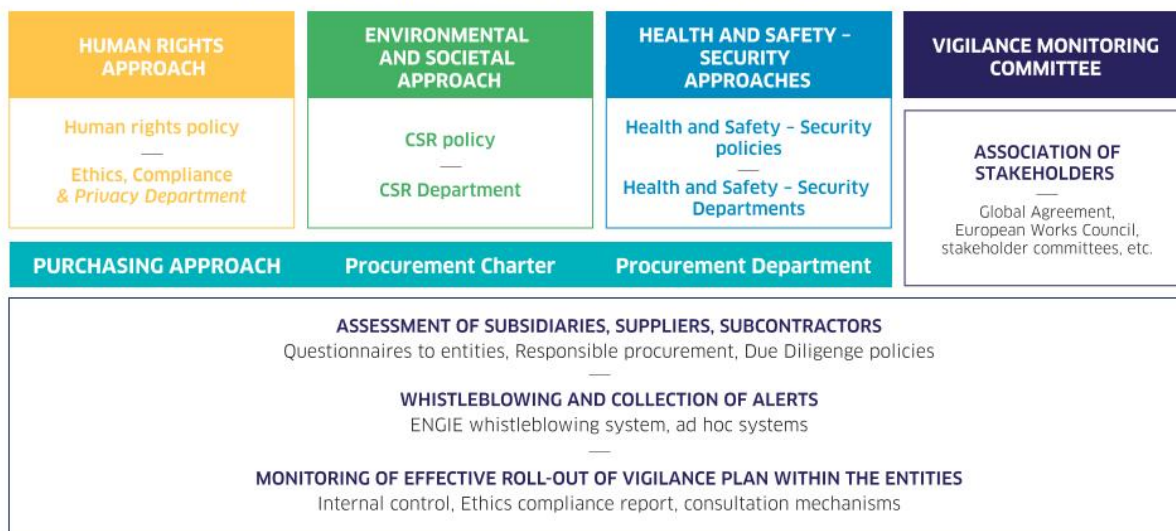 HUMAN RIGHTS
APPROACH
Human rights policy
Ethics, Compliance
& Privacy Department
ENVIRONMENTAL
AND SOCIETAL
APPROACH
CSR policy
CSR Department
HEALTH AND SAFETY –
SECURITY
APPROACHES
Health and Safety – Security
policies
Health and Safety – Security
Departments
VIGILANCE MONITORING
COMMITTEE
ASSOCIATION OF
STAKEHOLDERS
Global Agreement,
European Works Council,
stakeholder committees, etc.
PURCHASING APPROACH
Procurement Charter
Procurement Department
ASSESSMENT OF SUBSIDIARIES, SUPPLIERS, SUBCONTRACTORS
Questionnaires to entities, Responsible procurement, Due Diligenge policies
WHISTLEBLOWING AND COLLECTION OF ALERTS
ENGIE whistleblowing system, ad hoc systems
MONITORING OF EFFECTIVE ROLL-OUT OF VIGILANCE PLAN WITHIN THE ENTITIES
Internal control, Ethics compliance report, consultation mechanisms